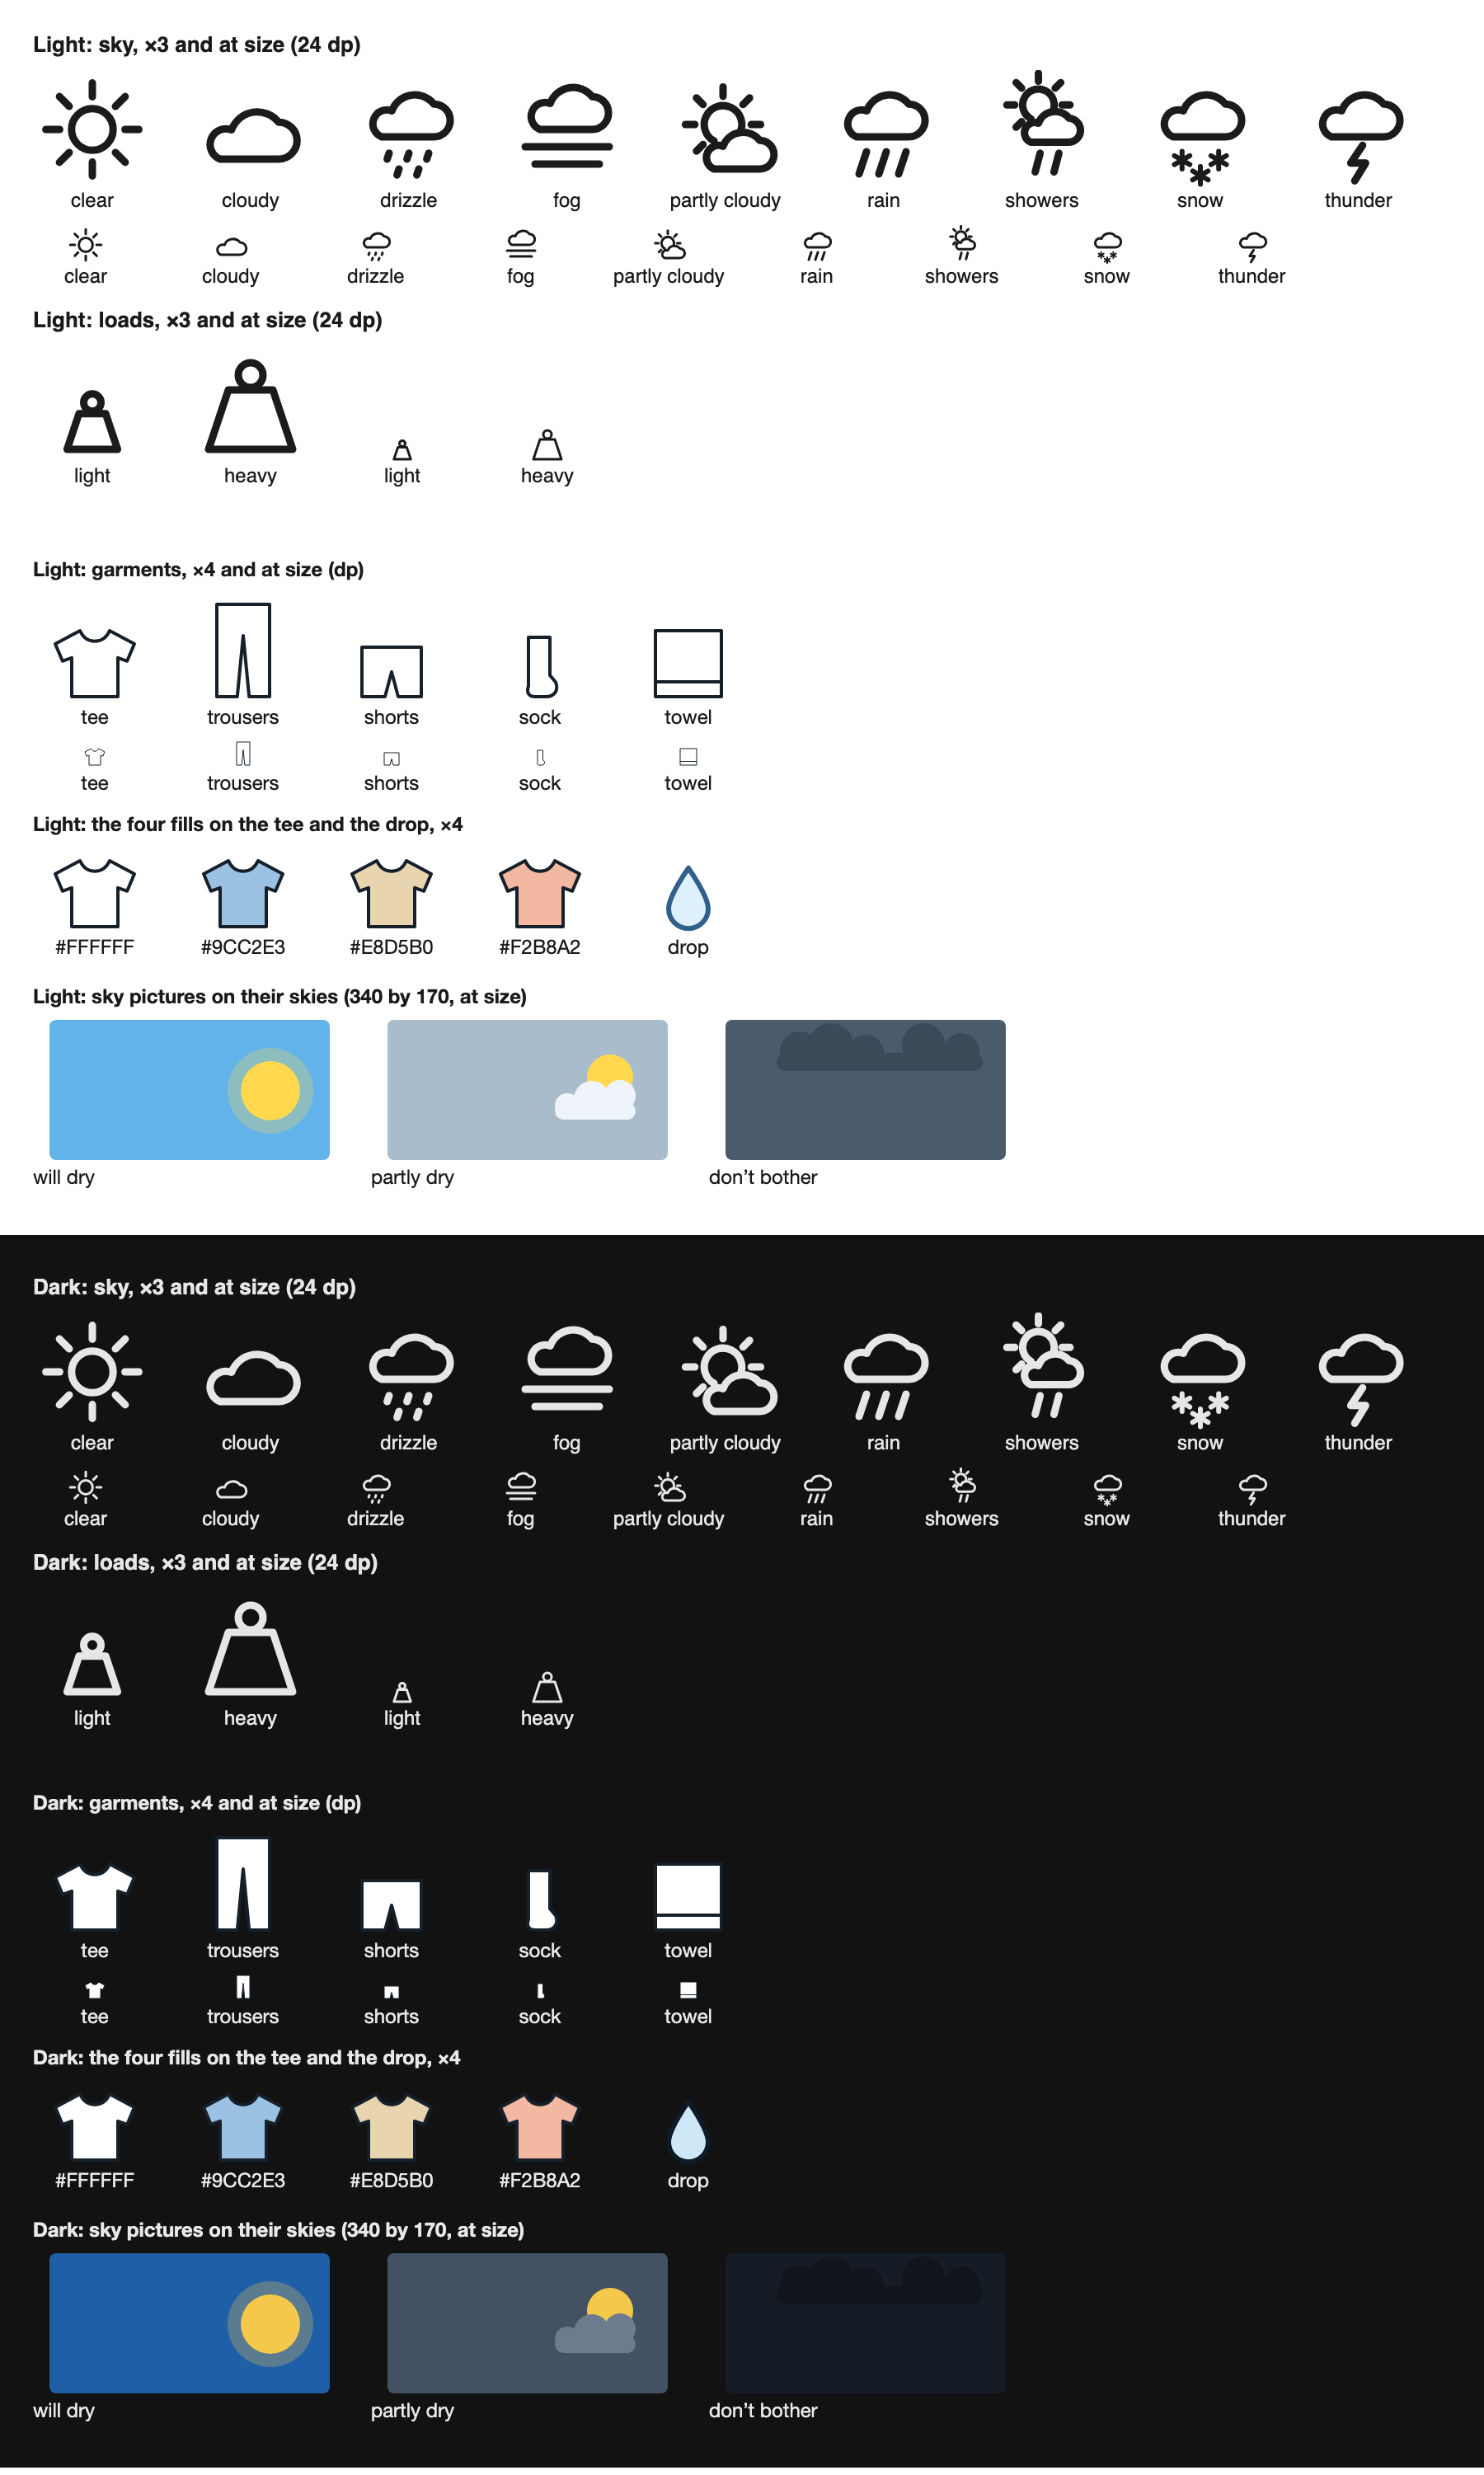 Light: sky, ×3 and at size (24 dp)
clear cloudy drizzle fog partly cloudy rain showers snow thunder
clear cloudy drizzle fog partly cloudy rain showers snow thunder
Light: loads, ×3 and at size (24 dp)
light heavy light heavy
Light: garments, ×4 and at size (dp)
tee trousers shorts sock towel
tee trousers shorts sock towel
Light: the four fills on the tee and the drop, ×4
#FFFFFF #9CC2E3 #E8D5B0 #F2B8A2 drop
Light: sky pictures on their skies (340 by 170, at size)
will dry partly dry don’t bother
Dark: sky, ×3 and at size (24 dp)
clear cloudy drizzle fog partly cloudy rain showers snow thunder
clear cloudy drizzle fog partly cloudy rain showers snow thunder
Dark: loads, ×3 and at size (24 dp)
light heavy light heavy
Dark: garments, ×4 and at size (dp)
tee trousers shorts sock towel
tee trousers shorts sock towel
Dark: the four fills on the tee and the drop, ×4
#FFFFFF #9CC2E3 #E8D5B0 #F2B8A2 drop
Dark: sky pictures on their skies (340 by 170, at size)
will dry partly dry don’t bother